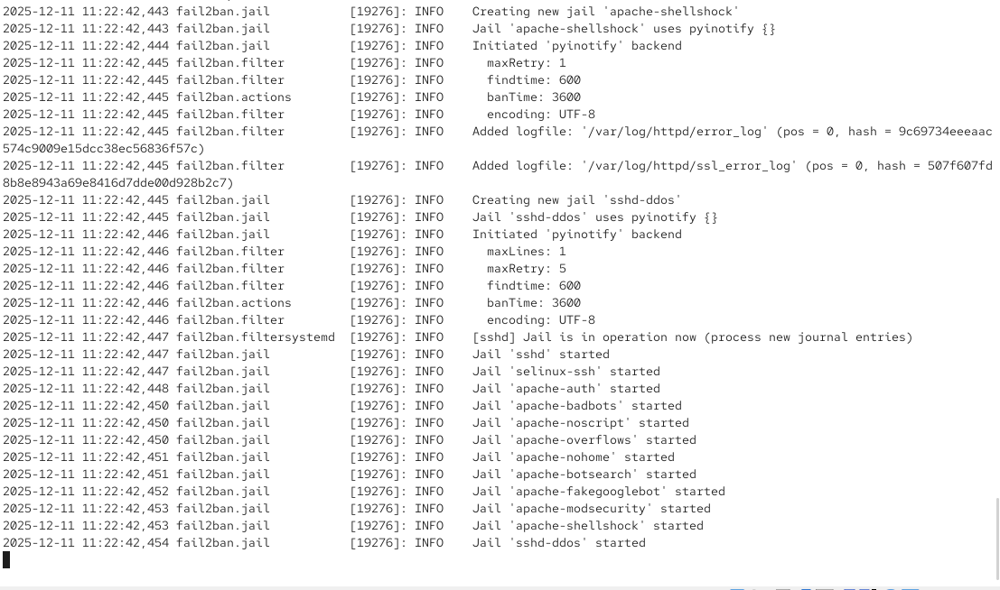 2025-12-11 11:22:42,443 fail2ban.jail [19276]: INFO Creating new jail 'apache-shellshock'
2025-12-11 11:22:42,443 fail2ban.jail [19276]: INFO Jail 'apache-shellshock' uses pyinotify {}
2025-12-11 11:22:42,444 fail2ban.jail [19276]: INFO Initiated 'pyinotify' backend
2025-12-11 11:22:42,445 fail2ban.filter [19276]: INFO maxRetry: 1
2025-12-11 11:22:42,445 fail2ban.filter [19276]: INFO findtime: 600
2025-12-11 11:22:42,445 fail2ban.actions [19276]: INFO banTime: 3600
2025-12-11 11:22:42,445 fail2ban.filter [19276]: INFO encoding: UTF-8
2025-12-11 11:22:42,445 fail2ban.filter [19276]: INFO Added logfile: '/var/log/httpd/error_log' (pos = 0, hash = 9c69734eeeaac
574c9009e15dcc38ec56836f57c)
2025-12-11 11:22:42,445 fail2ban.filter [19276]: INFO Added logfile: '/var/log/httpd/ssl_error_log' (pos = 0, hash = 507f607fd
8b8e8943a69e8416d7dde00d928b2c7)
2025-12-11 11:22:42,445 fail2ban.jail [19276]: INFO Creating new jail 'sshd-ddos'
2025-12-11 11:22:42,445 fail2ban.jail [19276]: INFO Jail 'sshd-ddos' uses pyinotify {}
2025-12-11 11:22:42,446 fail2ban.jail [19276]: INFO Initiated 'pyinotify' backend
2025-12-11 11:22:42,446 fail2ban.filter [19276]: INFO maxLines: 1
2025-12-11 11:22:42,446 fail2ban.filter [19276]: INFO maxRetry: 5
2025-12-11 11:22:42,446 fail2ban.filter [19276]: INFO findtime: 600
2025-12-11 11:22:42,446 fail2ban.actions [19276]: INFO banTime: 3600
2025-12-11 11:22:42,446 fail2ban.filter [19276]: INFO encoding: UTF-8
2025-12-11 11:22:42,447 fail2ban.filtersystemd [19276]: INFO [sshd] Jail is in operation now (process new journal entries)
2025-12-11 11:22:42,447 fail2ban.jail [19276]: INFO Jail 'sshd' started
2025-12-11 11:22:42,447 fail2ban.jail [19276]: INFO Jail 'selinux-ssh' started
2025-12-11 11:22:42,448 fail2ban.jail [19276]: INFO Jail 'apache-auth' started
2025-12-11 11:22:42,450 fail2ban.jail [19276]: INFO Jail 'apache-badbots' started
2025-12-11 11:22:42,450 fail2ban.jail [19276]: INFO Jail 'apache-noscript' started
2025-12-11 11:22:42,450 fail2ban.jail [19276]: INFO Jail 'apache-overflows' started
2025-12-11 11:22:42,451 fail2ban.jail [19276]: INFO Jail 'apache-nohome' started
2025-12-11 11:22:42,451 fail2ban.jail [19276]: INFO Jail 'apache-botsearch' started
2025-12-11 11:22:42,452 fail2ban.jail [19276]: INFO Jail 'apache-fakegooglebot' started
2025-12-11 11:22:42,453 fail2ban.jail [19276]: INFO Jail 'apache-modsecurity' started
2025-12-11 11:22:42,453 fail2ban.jail [19276]: INFO Jail 'apache-shellshock' started
2025-12-11 11:22:42,454 fail2ban.jail [19276]: INFO Jail 'sshd-ddos' started